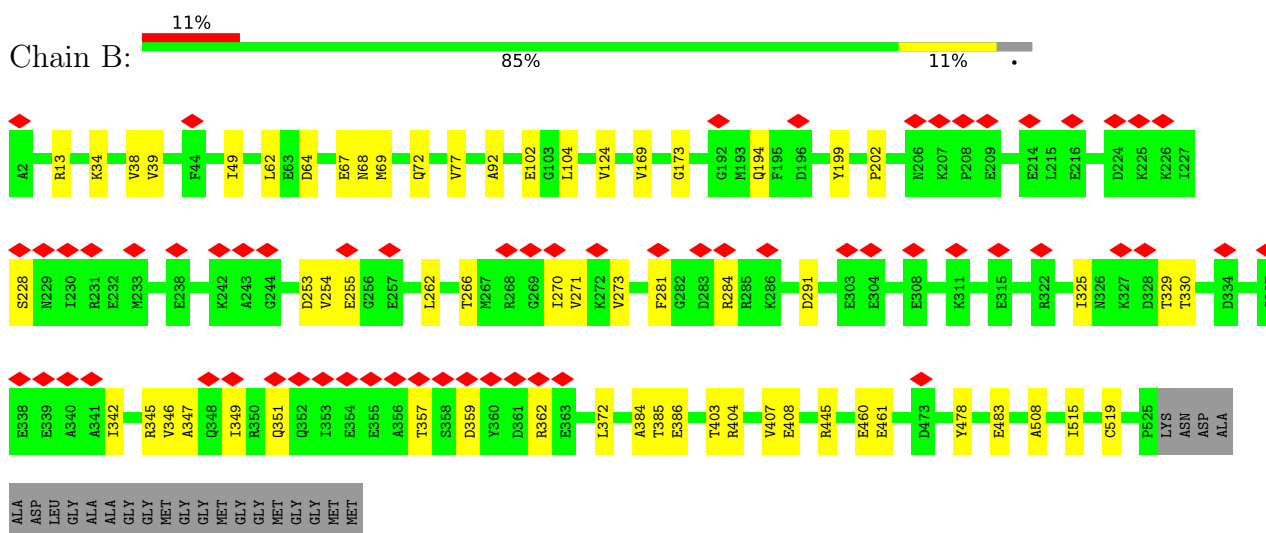 11%
Chain B:
85% 11% •
A2 R13 K34 V38 V39 F44 I49 L62 E63 D64 E67 N68 M69 Q72 V77 A92 E102 G103 L104 V124 V169 G173 G192 M193 Q194 F195 D196 Y199 P202 N206 K207 P208 E209 E214 L215 E216 D224 K225 K226 I227
S228 N229 I230 R231 E232 M233 E238 K242 A243 G244 D253 V254 E255 G256 E257 L262 T266 M267 R268 G269 I270 V271 K272 V273 F281 G282 D283 R284 R285 K286 D291 E303 E304 E308 K311 E315 R322 I325 N326 K327 D328 T329 T330 D334
E338 E339 A340 A341 I342 R345 V346 A347 Q348 I349 R350 Q351 Q352 I353 E354 E355 A356 T357 S358 D359 Y360 D361 R362 E363 L372 A384 T385 E386 T403 R404 V407 E408 R445 E460 E461 D473 Y478 E483 A508 I515 C519 P525 LYS ASN ASP ALA
ALA ASP LEU GLY ALA ALA GLY GLY MET GLY GLY MET GLY GLY MET GLY GLY MET MET